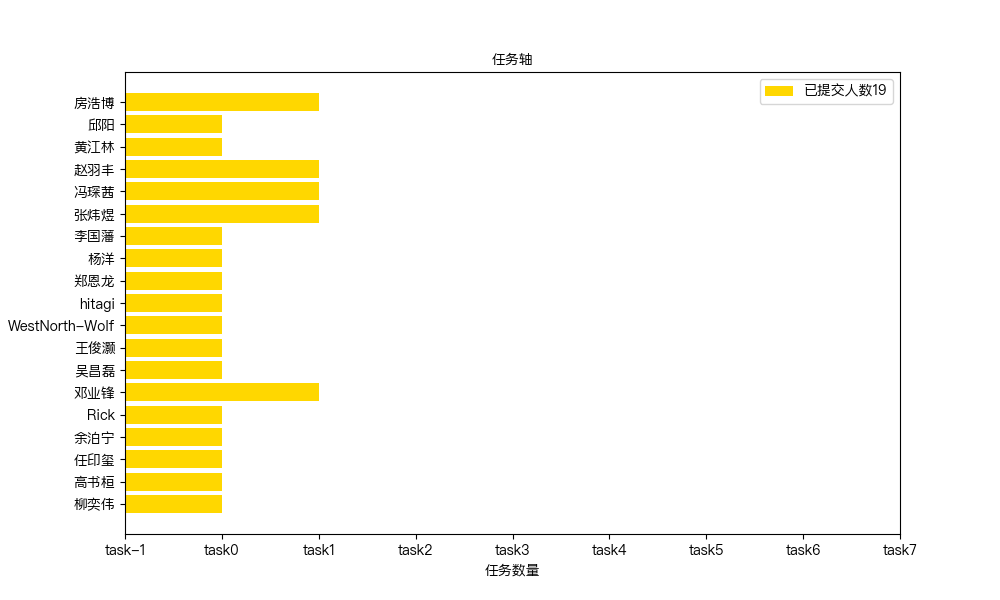 任务轴
已提交人数19
房浩博
邱阳
黄江林
赵羽丰
冯琛茜
张炜煜
李国藩
杨洋
郑恩龙
hitagi
WestNorth-Wolf
王俊灏
吴昌磊
邓业锋
Rick
余泊宁
任印玺
高书桓
柳奕伟
task-1 task0 task1 task2 task3 task4 task5 task6 task7
任务数量